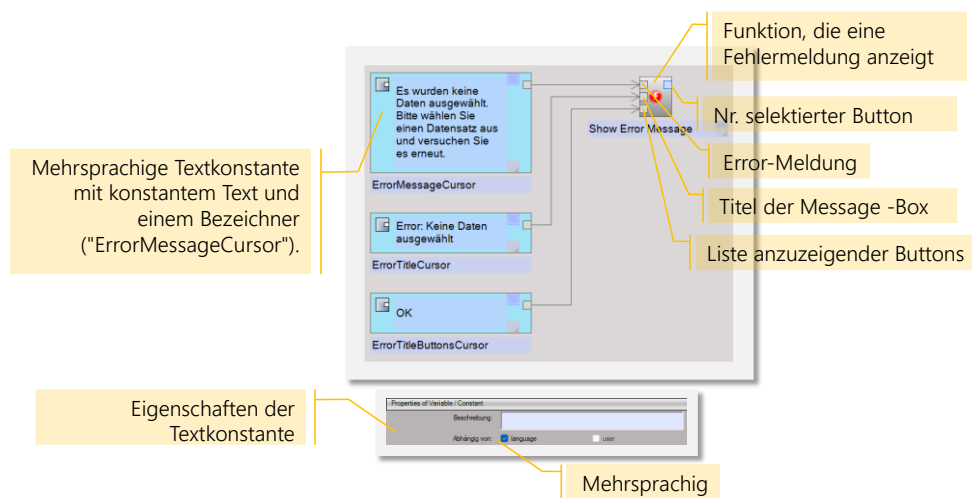 Funktion, die eine
Fehlermeldung anzeigt
Es wurden keine
Daten ausgewählt.
Bitte wählen Sie
einen Datensatz aus
und versuchen Sie
es erneut.
ErrorMessageCursor
Show Error Message
Nr. selektierter Button
Error-Meldung
Titel der Message -Box
Liste anzuzeigender Buttons
Mehrsprachige Textkonstante
mit konstantem Text und
einem Bezeichner
("ErrorMessageCursor").
Error: Keine Daten
ausgewählt
ErrorTitleCursor
OK
ErrorTitleButtonsCursor
Eigenschaften der
Textkonstante
Properties of Variable / Constant
Beschreibung:
Abhängig von: language user
Mehrsprachig